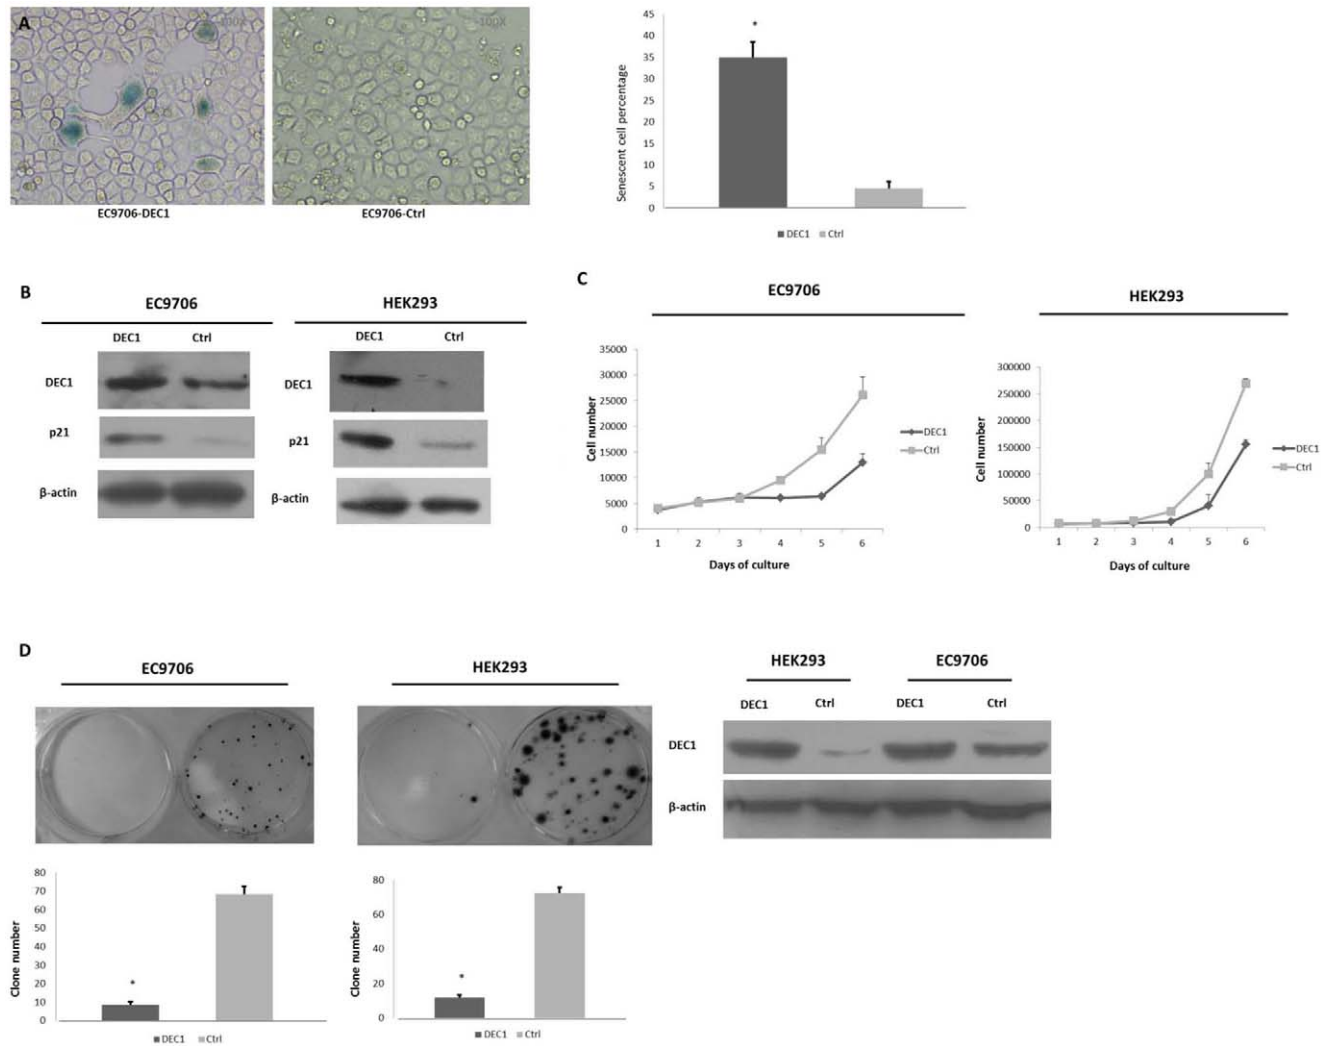 A
100X
100X
EC9706-DEC1
EC9706-Ctrl
Senescent cell percentage
45
40
35
30
25
20
15
10
5
0
*
DEC1 Ctrl
B
EC9706
HEK293
DEC1 Ctrl
DEC1 Ctrl
DEC1
p21
β-actin
DEC1
p21
β-actin
C
EC9706
Cell number
35000
30000
25000
20000
15000
10000
5000
0
1 2 3 4 5 6
Days of culture
DEC1
Ctrl
HEK293
Cell number
300000
250000
200000
150000
100000
50000
0
1 2 3 4 5 6
Days of culture
DEC1
Ctrl
D
EC9706
HEK293
Clone number
80
70
60
50
40
30
20
10
0
*
DEC1 Ctrl
Clone number
80
60
40
20
0
*
DEC1 Ctrl
HEK293 EC9706
DEC1 Ctrl DEC1 Ctrl
DEC1
β-actin